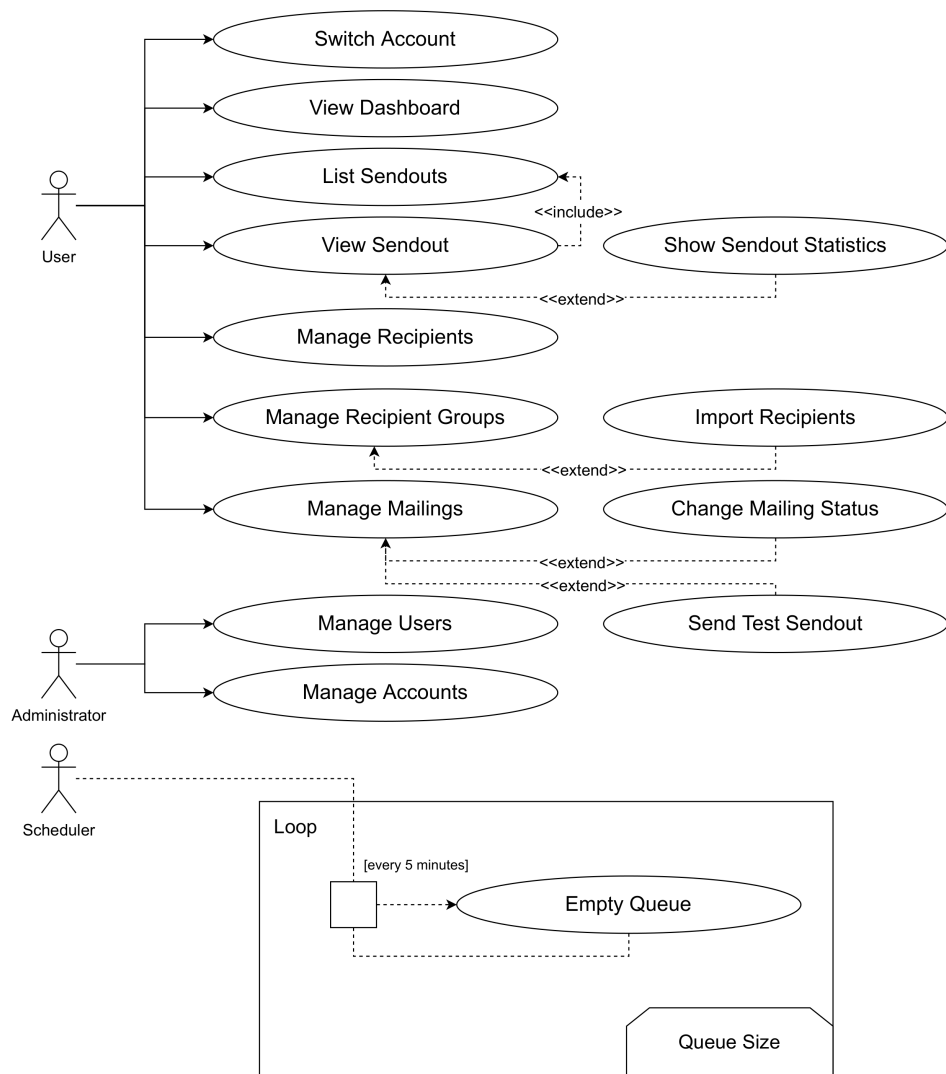 Switch Account
View Dashboard
List Sendouts
<<include>>
View Sendout
Show Sendout Statistics
User
<<extend>>
Manage Recipients
Manage Recipient Groups
Import Recipients
<<extend>>
Manage Mailings
Change Mailing Status
<<extend>>
<<extend>>
Manage Users
Send Test Sendout
Manage Accounts
Administrator
Scheduler
Loop
[every 5 minutes]
Empty Queue
Queue Size